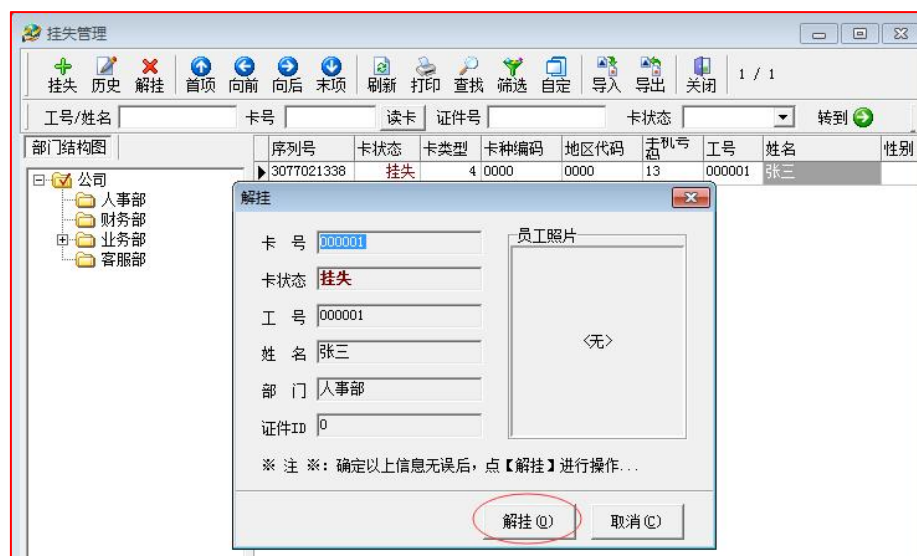 挂失管理
挂失 历史 解挂 首项 向前 向后 末项 刷新 打印 查找 筛选 自定 导入 导出 关闭 1 / 1
工号/姓名 卡号 读卡 证件号 卡状态 转到
部门结构图 序列号 卡状态 卡类型 卡种编码 地区代码 主机号 工号 姓名 性别
3077021338 挂失 4 0000 0000 13 000001 张三
公司
人事部
财务部
业务部
客服部
解挂
卡 号 000001
员工照片
卡状态 挂失
工 号 000001
<无>
姓 名 张三
部 门 人事部
证件ID 0
※ 注 ※: 确定以上信息无误后, 点【解挂】进行操作...
解挂(O) 取消(C)